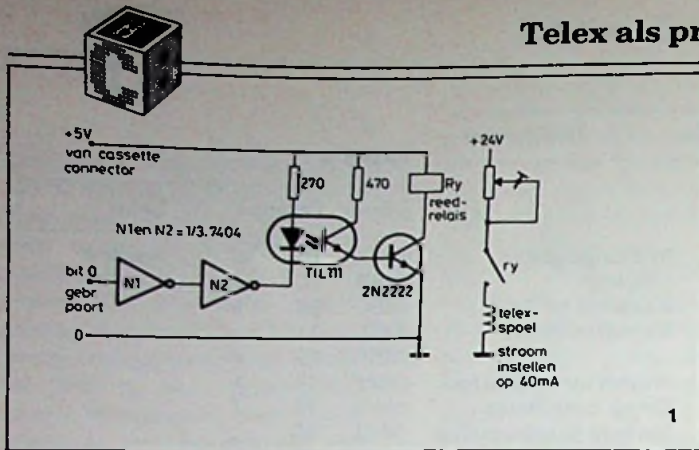 Telex als pr
+5V
van cassette
connector
+24V
270
470
Ry
reed-
relais
N1 en N2 = 1/3.7404
TIL111
2N2222
ry
bit 0
gebr
poort
N1
N2
0
telex-
spoel
stroom
instellen
op 40mA
1